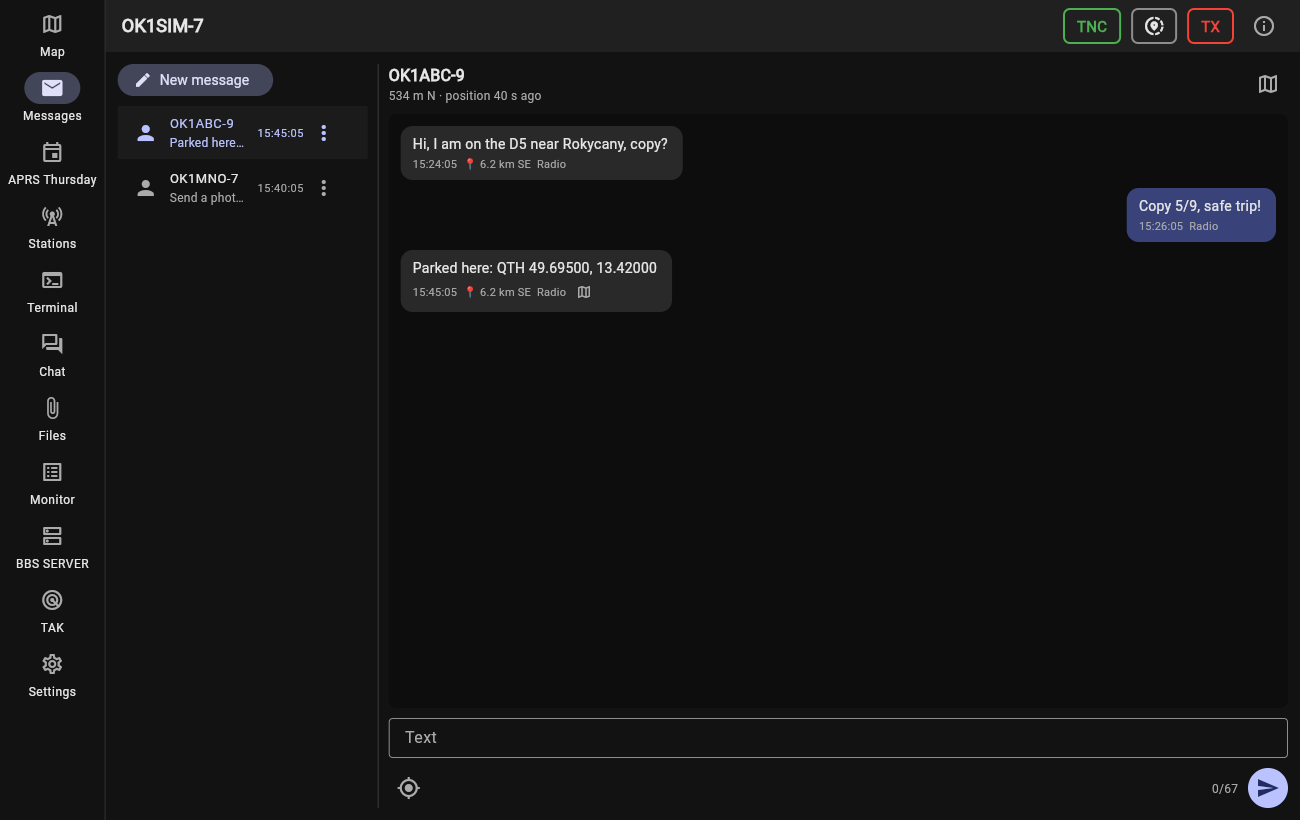 OK1SIM-7
TNC
TX
Map
Messages
APRS Thursday
Stations
Terminal
Chat
Files
Monitor
BBS SERVER
TAK
Settings
New message
OK1ABC-9
Parked here…
15:45:05
OK1MNO-7
Send a phot…
15:40:05
OK1ABC-9
534 m N · position 40 s ago
Hi, I am on the D5 near Rokycany, copy?
15:24:05 📍 6.2 km SE Radio
Copy 5/9, safe trip!
15:26:05 Radio
Parked here: QTH 49.69500, 13.42000
15:45:05 📍 6.2 km SE Radio
Text
0/67